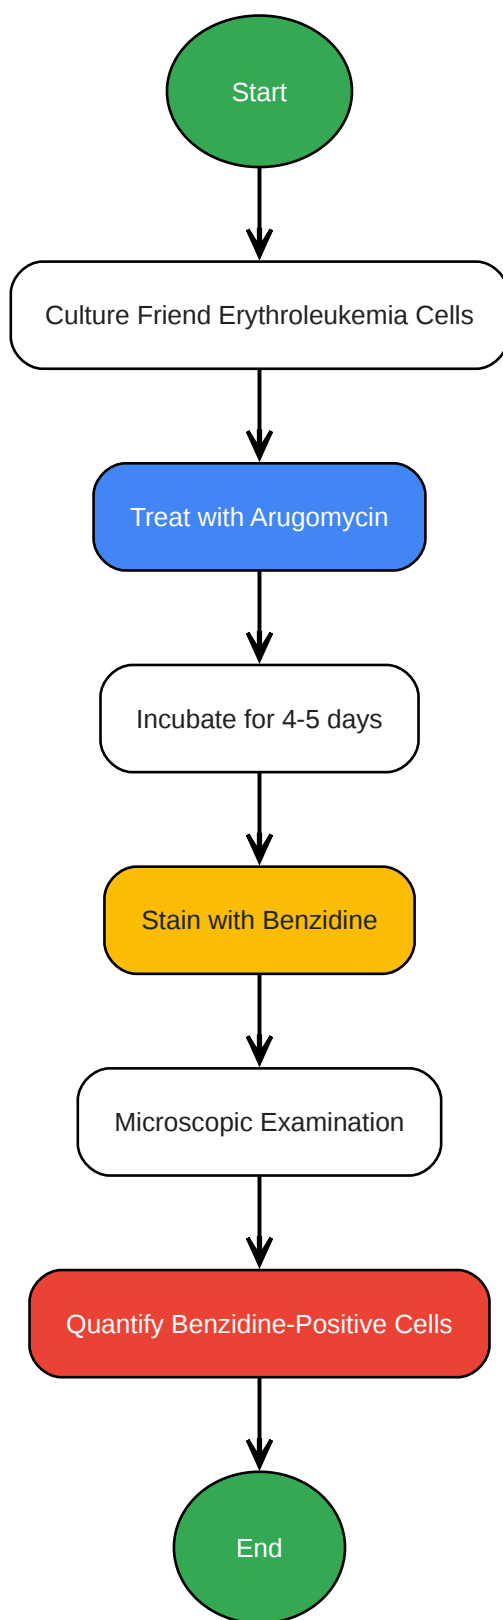 Start
Culture Friend Erythroleukemia Cells
Treat with Arugomycin
Incubate for 4-5 days
Stain with Benzidine
Microscopic Examination
Quantify Benzidine-Positive Cells
End